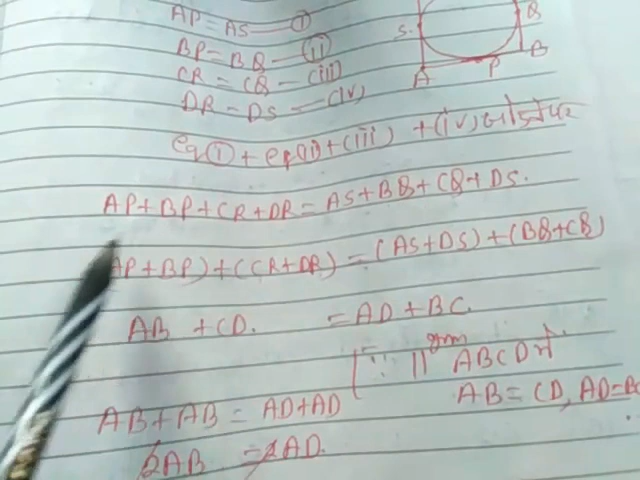 AP = AS — (i)
S
Q
BP = BQ — (ii)
B
CR = CQ — (iii)
A
P
DR = DS — (iv)
eq (i) + eq (ii) + (iii) + (iv) जोड़ने पर
AP + BP + CR + DR = AS + BQ + CQ + DS.
AP + BP) + (CR + DR) = (AS + DS) + (BQ + CQ)
AB + CD. = AD + BC.
(∵ ||gm ABCD में
AB = CD, AD = BC
AB + AB = AD + AD
2AB = 2AD.